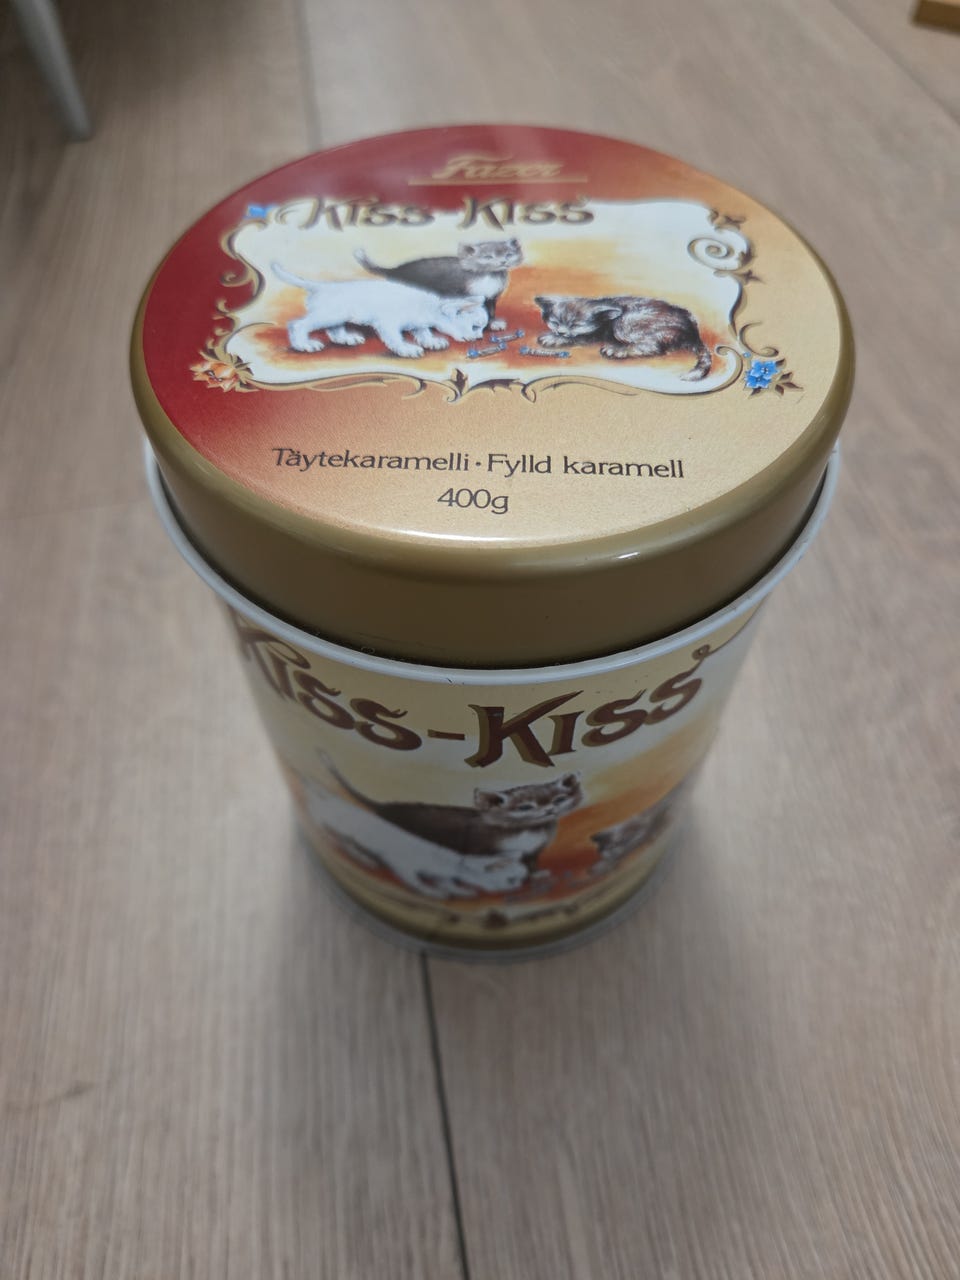 Fazer
KISS-KISS
Täytekaramelli · Fylld karamell
400g
KISS-KISS